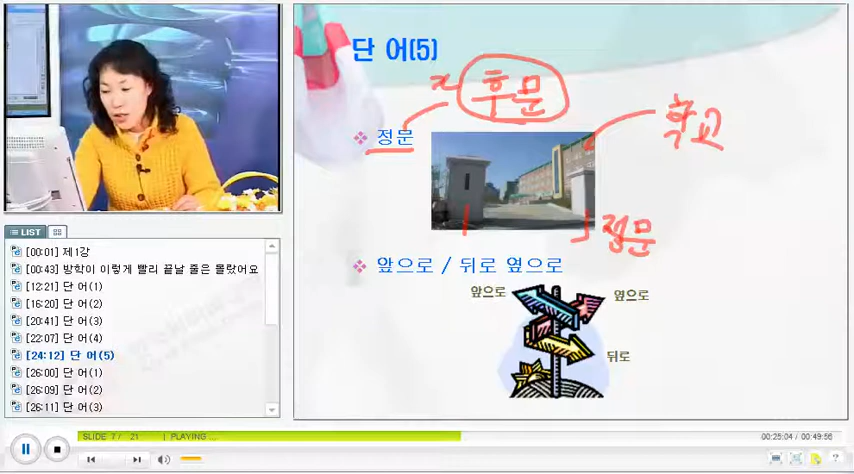 단 어(5)
후문
정문
학교
정문
앞으로 / 뒤로 옆으로
앞으로
옆으로
뒤로
LIST
[00:01] 제1강
[00:43] 방학이 이렇게 빨리 끝날 줄은 몰랐어요
[12:21] 단 어(1)
[16:20] 단 어(2)
[20:41] 단 어(3)
[22:07] 단 어(4)
[24:12] 단 어(5)
[26:00] 단 어(1)
[26:09] 단 어(2)
[26:11] 단 어(3)
SLIDE 7 / 21 | PLAYING ...
00:25:04 / 00:49:56